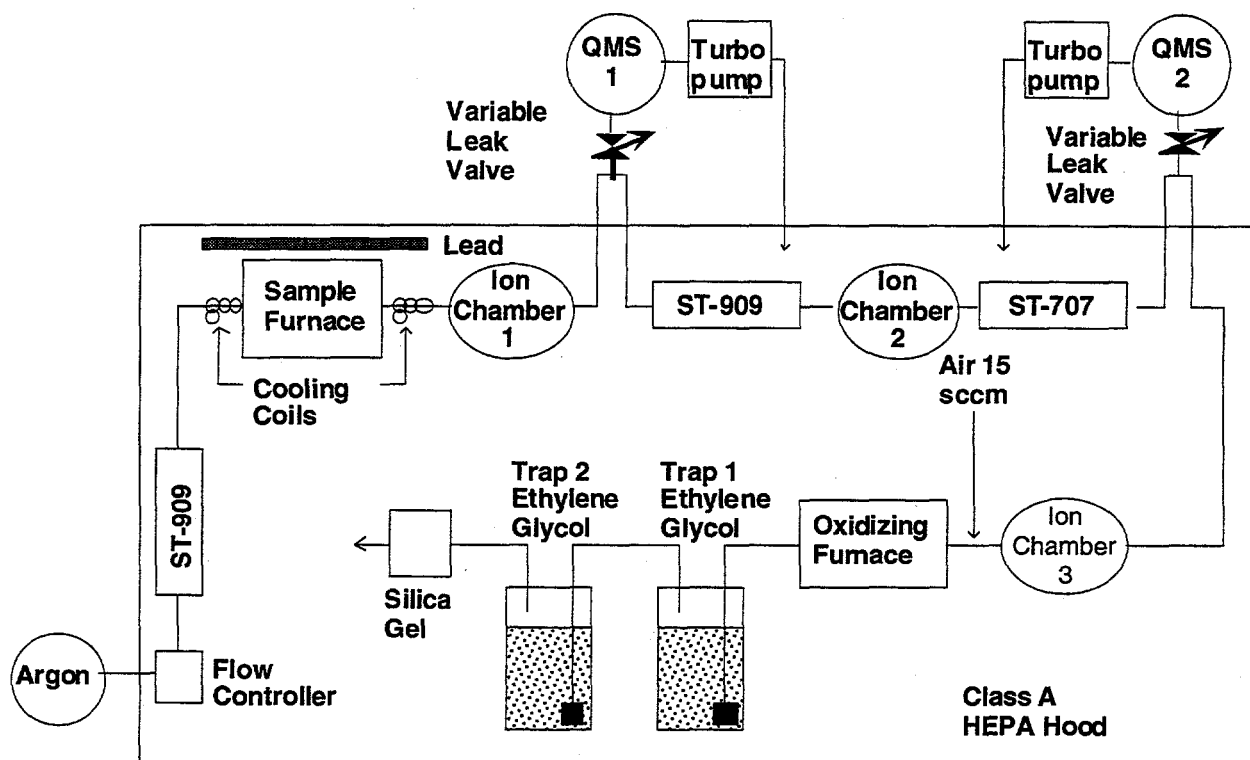 QMS
1
Turbo
pump
Turbo
pump
QMS
2
Variable
Leak
Valve
Variable
Leak
Valve
Lead
Sample
Furnace
Ion
Chamber
1
ST-909
Ion
Chamber
2
ST-707
Cooling
Coils
Air 15
sccm
ST-909
Trap 2
Ethylene
Glycol
Trap 1
Ethylene
Glycol
Oxidizing
Furnace
Ion
Chamber
3
Silica
Gel
Argon
Flow
Controller
Class A
HEPA Hood